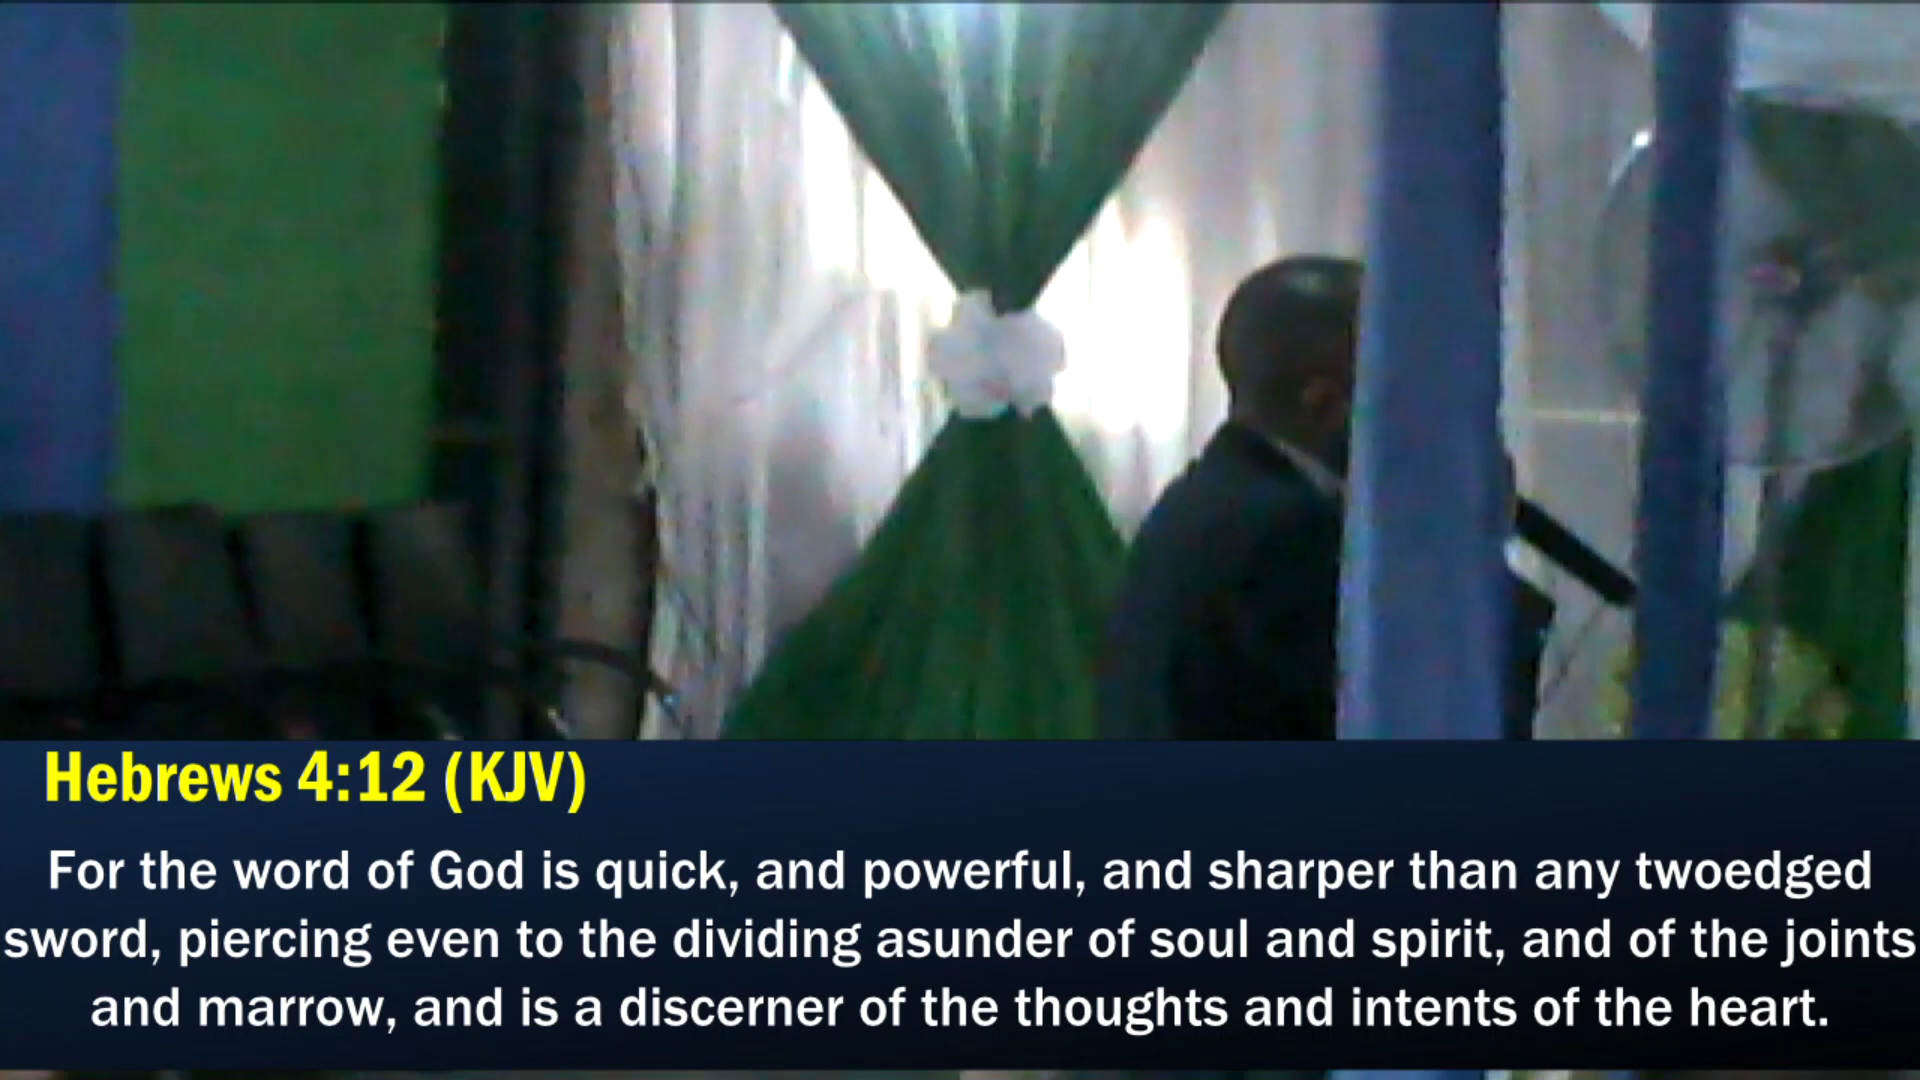 Hebrews 4:12 (KJV)
For the word of God is quick, and powerful, and sharper than any twoedged
sword, piercing even to the dividing asunder of soul and spirit, and of the joints
and marrow, and is a discerner of the thoughts and intents of the heart.